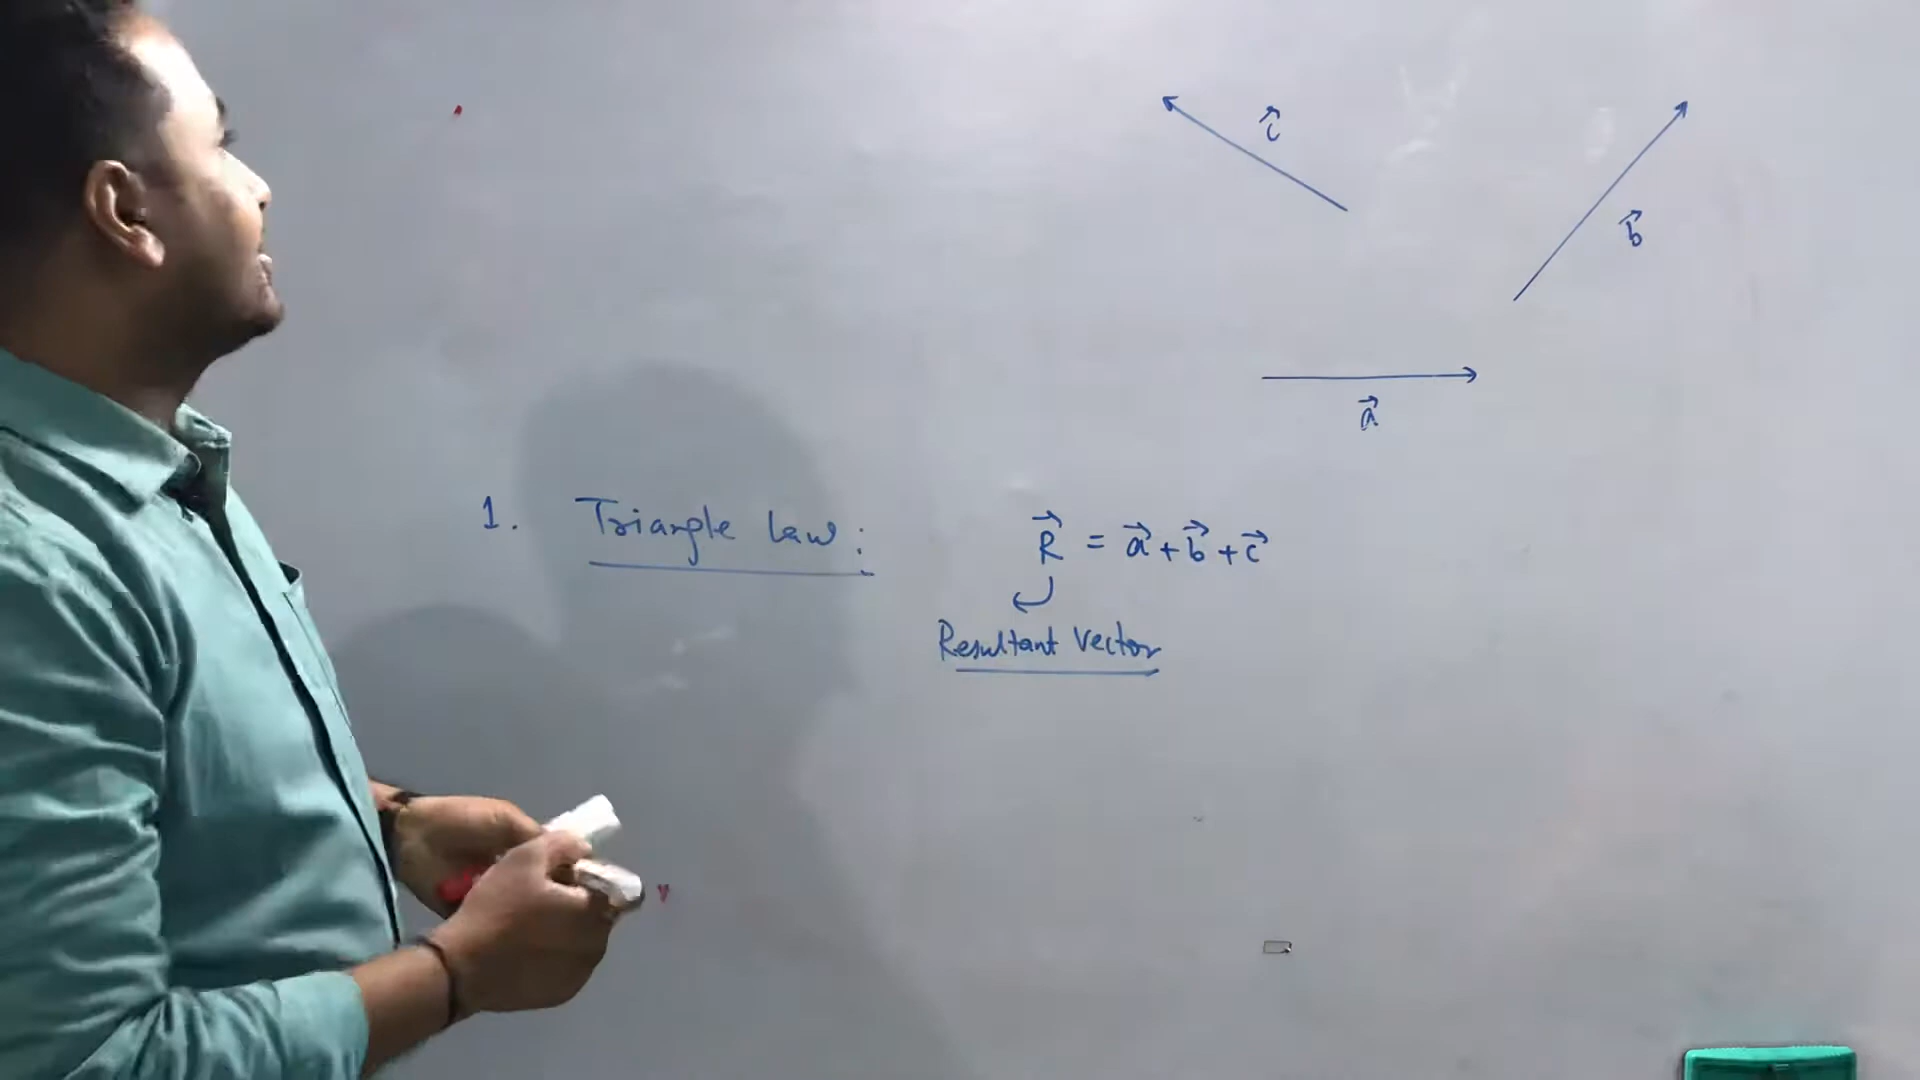 c⃗
b⃗
a⃗
1. Triangle law: R⃗ = a⃗ + b⃗ + c⃗
Resultant Vector